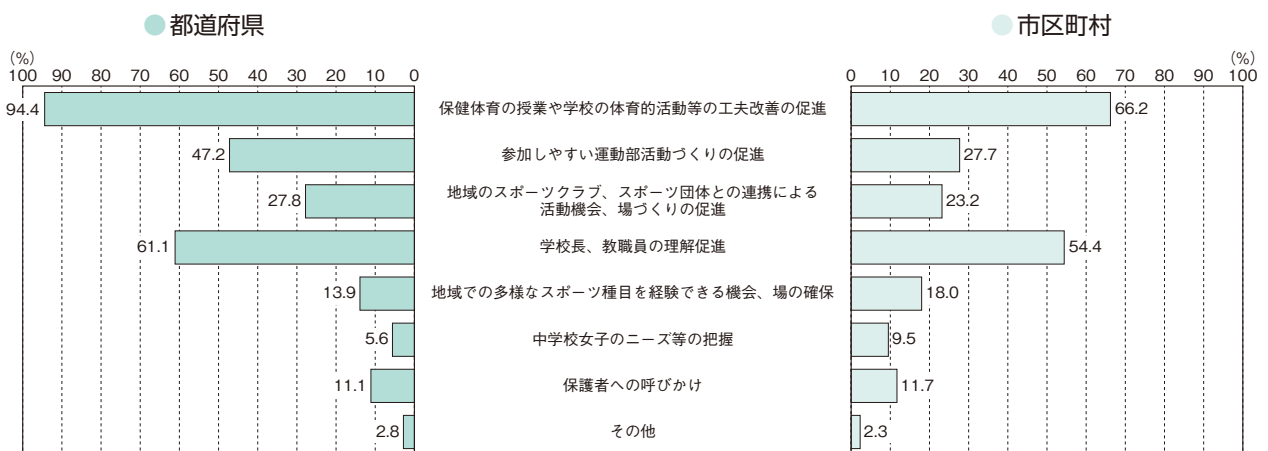 都道府県
市区町村
(%)
100 90 80 70 60 50 40 30 20 10 0
(%)
0 10 20 30 40 50 60 70 80 90 100
94.4 保健体育の授業や学校の体育的活動等の工夫改善の促進 66.2
47.2 参加しやすい運動部活動づくりの促進 27.7
27.8 地域のスポーツクラブ、スポーツ団体との連携による
活動機会、場づくりの促進 23.2
61.1 学校長、教職員の理解促進 54.4
13.9 地域での多様なスポーツ種目を経験できる機会、場の確保 18.0
5.6 中学校女子のニーズ等の把握 9.5
11.1 保護者への呼びかけ 11.7
2.8 その他 2.3